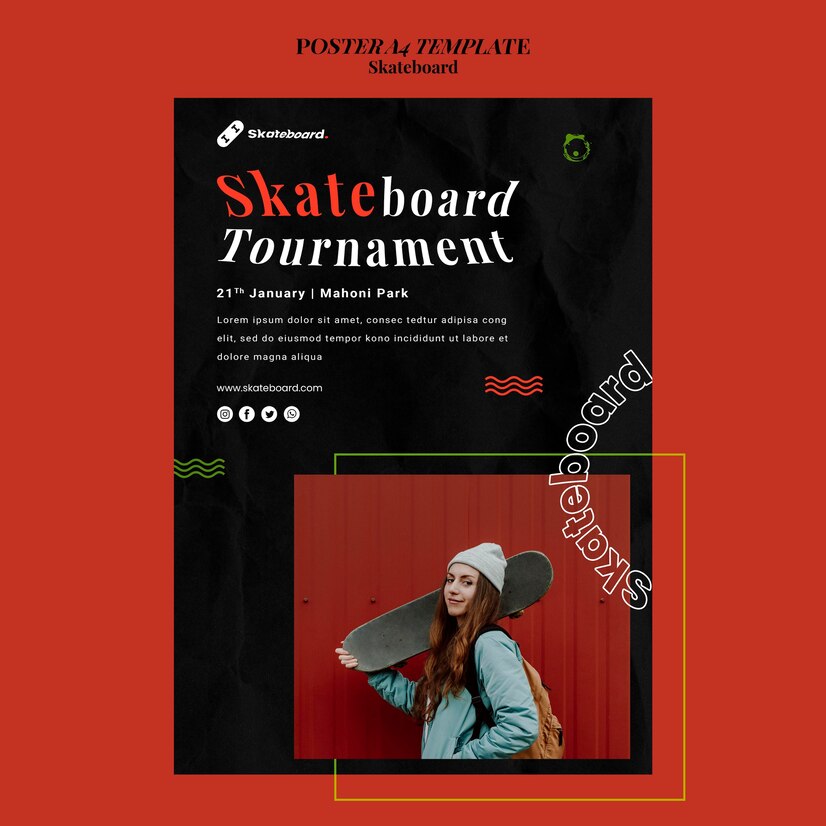 POSTER A4 TEMPLATE
Skateboard
Skateboard.
Skateboard
Tournament
21Th January | Mahoni Park
Lorem ipsum dolor sit amet, consec tedtur adipisa cong
elit, sed do eiusmod tempor kono incididunt ut labore et
dolore magna aliqua
www.skateboard.com
Skateboard